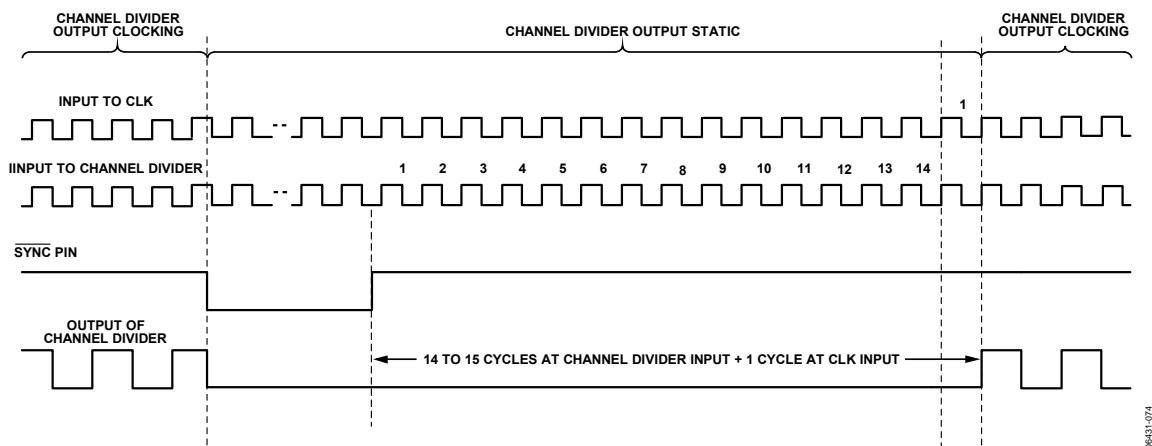 CHANNEL DIVIDER
OUTPUT CLOCKING
CHANNEL DIVIDER OUTPUT STATIC
CHANNEL DIVIDER
OUTPUT CLOCKING
INPUT TO CLK
1
IINPUT TO CHANNEL DIVIDER
1 2 3 4 5 6 7 8 9 10 11 12 13 14
SYNC PIN
OUTPUT OF
CHANNEL DIVIDER
14 TO 15 CYCLES AT CHANNEL DIVIDER INPUT + 1 CYCLE AT CLK INPUT
06431-074